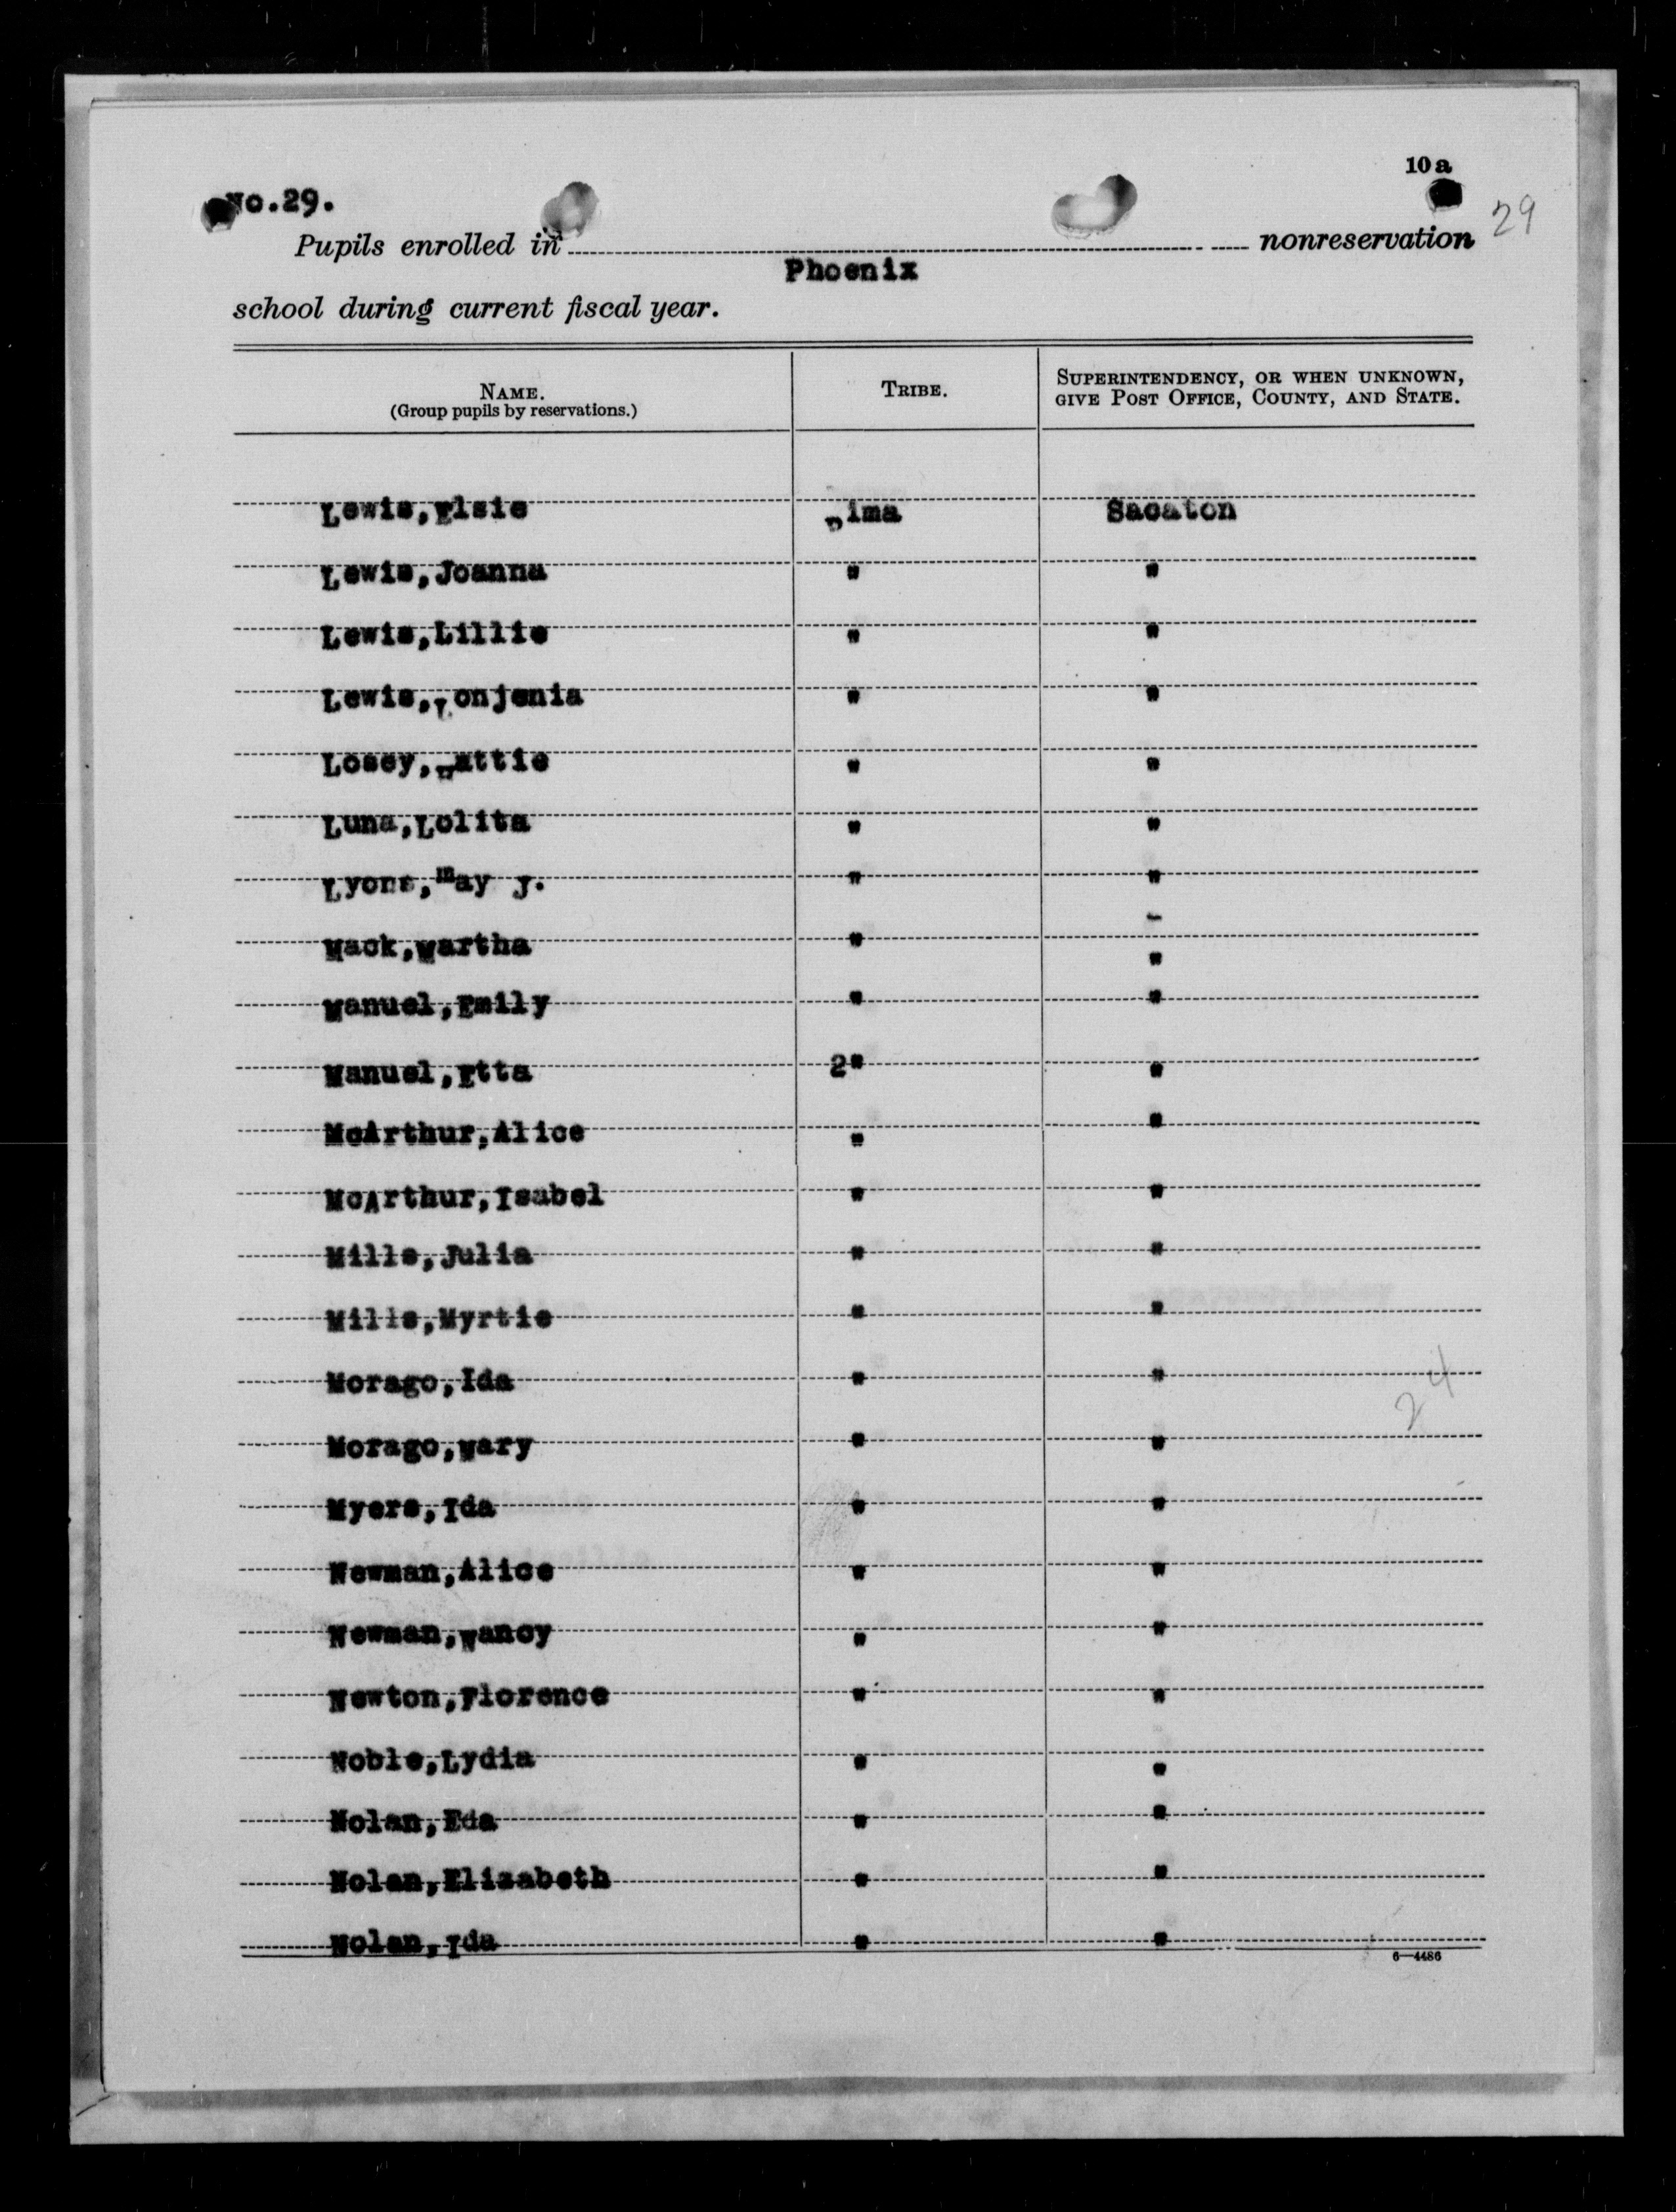 10 a
No.29.
29
Pupils enrolled in Phoenix nonreservation
school during current fiscal year.
NAME.
(Group pupils by reservations.)
TRIBE.
SUPERINTENDENCY, OR WHEN UNKNOWN,
GIVE POST OFFICE, COUNTY, AND STATE.
Lewis,Elsie Pima Sacaton
Lewis,Joanna " "
Lewis,Lillie " "
Lewis, " "
Losey,Hattie " "
Luna,Lolita " "
Lyons,may J. " "
Mack,Martha " "
Manuel,Emily " "
Manuel,Etta 2" "
McArthur,Alice " "
McArthur,Isabel " "
Mills,Julia " "
Mills,Myrtie " "
Morago,Ida " "
24
Morago,Mary " "
Myers,Ida " "
Newman,Alice " "
Newman,Nancy " "
Newton,Florence " "
Noble,Lydia " "
Nolan,Eda " "
Nolan,Elizabeth " "
Nolan,Ida " "
6—4486